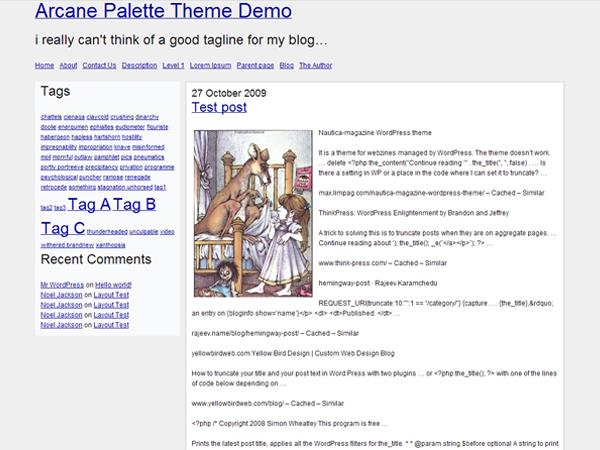 Arcane Palette Theme Demo
i really can't think of a good tagline for my blog…
Home About Contact Us Description Level 1 Lorem Ipsum Parent page Blog The Author
Tags
chattels cienaga claycold crushing dinarchy
doolie energumen ephialtes eudiometer figuriste
habergeon hapless hartshorn hostility
impregnability impropriation knave misinformed
moil mornful outlaw pamphlet pics pneumatics
portly portreeve precipitancy privation programme
psychological puncher ramose renegade
retrocede something stagnation unhorsed tag1
tag2 tag3 Tag A Tag B
Tag C thunderheaded unculpable video
withered brandnew xanthopsia
Recent Comments
Mr WordPress on Hello world!
Noel Jackson on Layout Test
Noel Jackson on Layout Test
Noel Jackson on Layout Test
Noel Jackson on Layout Test
27 October 2009
Test post
Nautica-magazine WordPress theme
It is a theme for webzines managed by WordPress. The theme doesn't work.
… delete <?php the_content("Continue reading '" . the_title('', '', false) . … Is
there a setting in WP or a place in the code where I can set it to truncate? …
max.limpag.com/nautica-magazine-wordpress-theme/ – Cached – Similar
ThinkPress: WordPress Enlightenment by Brandon and Jeffrey
A trick to solving this is to truncate posts when they are on aggregate pages. …
Continue reading about '); the_title(); _e('</a></p>'); ?> …
www.think-press.com/ – Cached – Similar
hemingway-post · Rajeev Karamchedu
REQUEST_URI|truncate:10:"":1 == "/category/"} {capture … {the_title},&rdquo;
an entry on {bloginfo show='name'}</p> <dl> <dt>Published: </dt> …
rajeev.name/blog/hemingway-post/ – Cached – Similar
yellowbirdweb.com Yellow Bird Design | Custom Web Design Blog
How to truncate your title and your post text in Word Press with two plugins … or <?php the_title(); ?> with one of the lines
of code below depending on …
www.yellowbirdweb.com/blog/ – Cached – Similar
<?php /* Copyright 2008 Simon Wheatley This program is free …
Prints the latest post title, applies all the WordPress filters for the_title. * * @param string $before optional A string to print